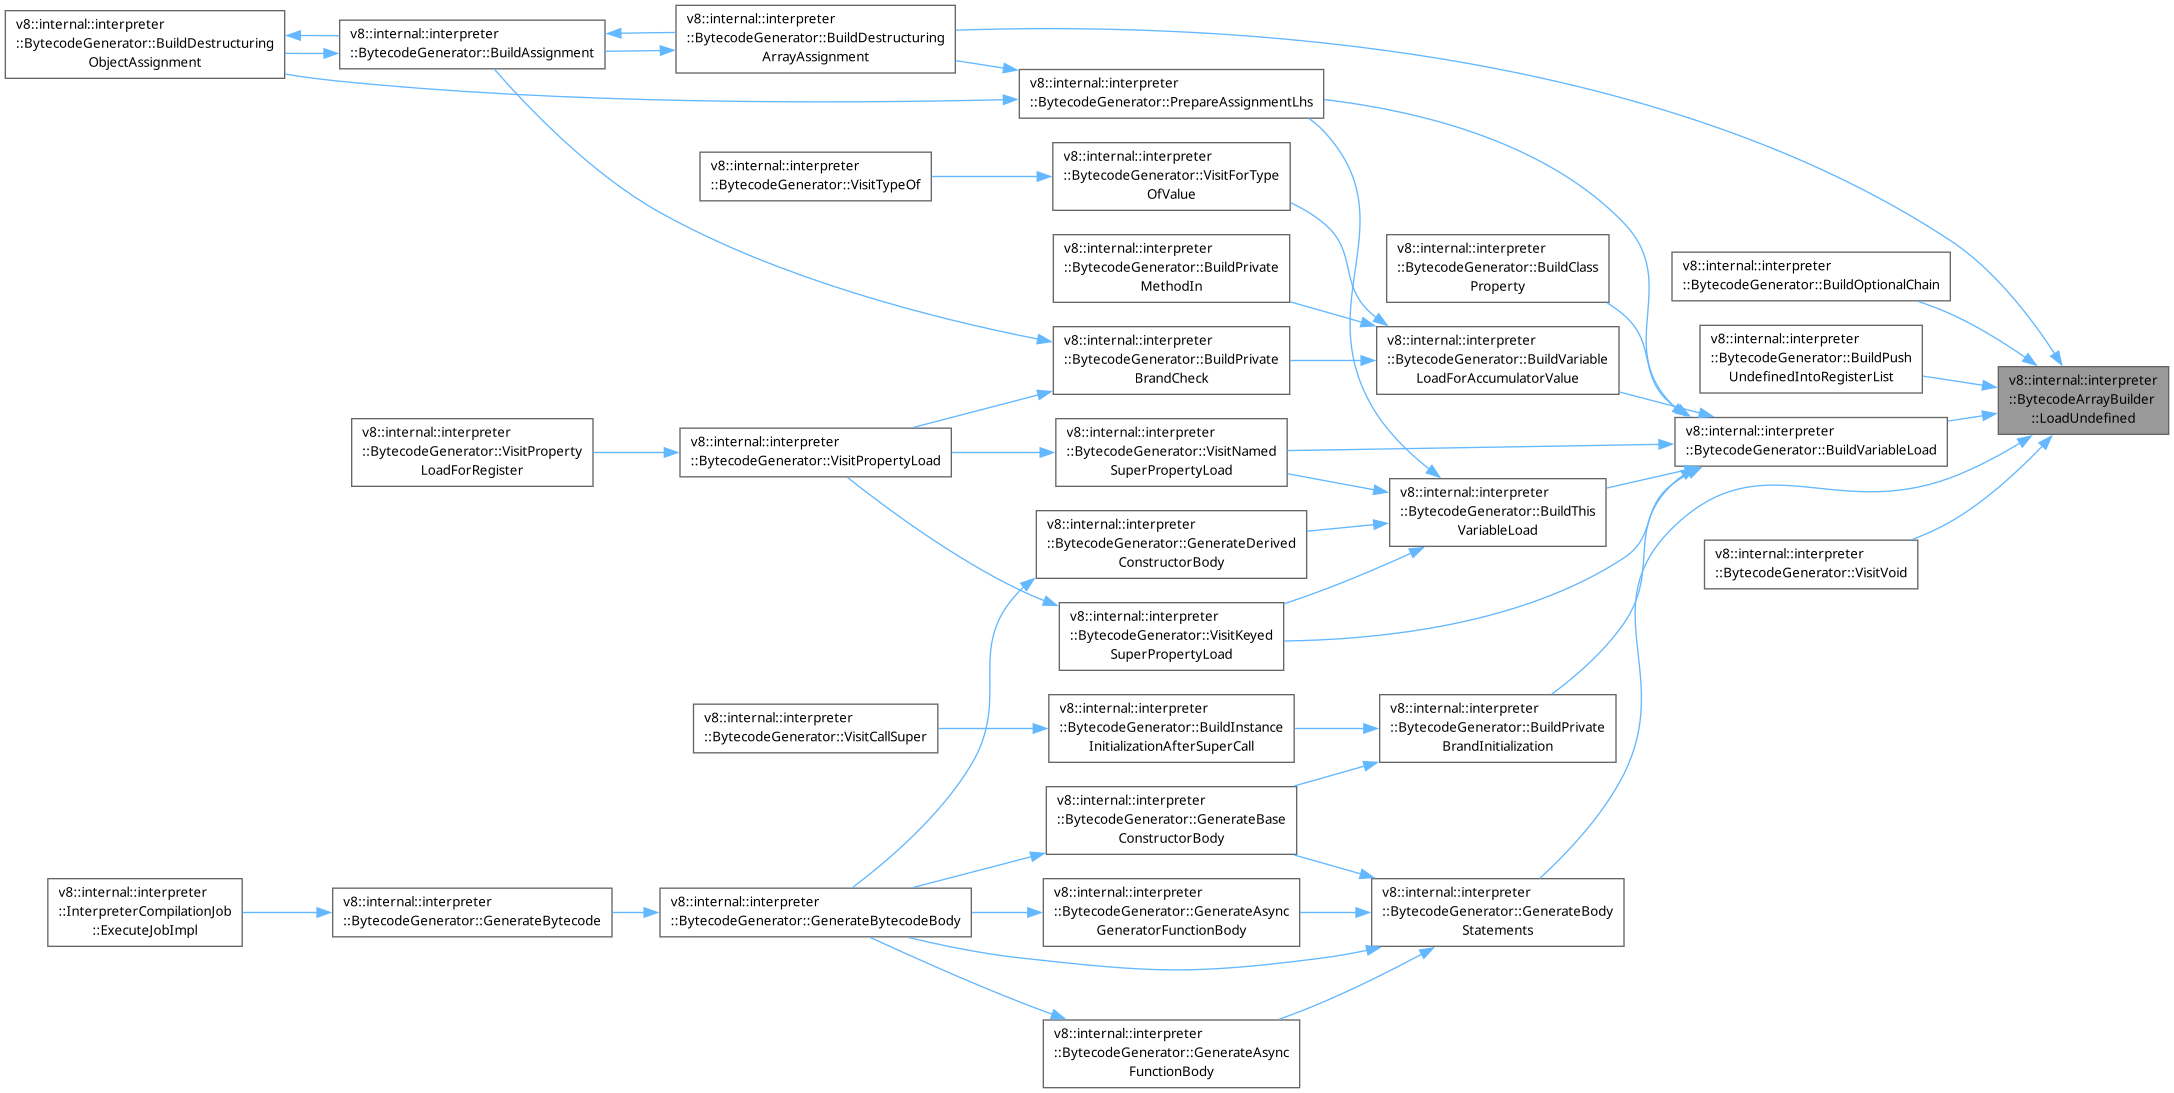 v8::internal::interpreter
::BytecodeGenerator::BuildDestructuring
ObjectAssignment
v8::internal::interpreter
::BytecodeGenerator::BuildAssignment
v8::internal::interpreter
::BytecodeGenerator::BuildDestructuring
ArrayAssignment
v8::internal::interpreter
::BytecodeGenerator::PrepareAssignmentLhs
v8::internal::interpreter
::BytecodeGenerator::VisitTypeOf
v8::internal::interpreter
::BytecodeGenerator::VisitForType
OfValue
v8::internal::interpreter
::BytecodeGenerator::BuildPrivate
MethodIn
v8::internal::interpreter
::BytecodeGenerator::BuildClass
Property
v8::internal::interpreter
::BytecodeGenerator::BuildOptionalChain
v8::internal::interpreter
::BytecodeGenerator::BuildPrivate
BrandCheck
v8::internal::interpreter
::BytecodeGenerator::BuildVariable
LoadForAccumulatorValue
v8::internal::interpreter
::BytecodeGenerator::BuildPush
UndefinedIntoRegisterList
v8::internal::interpreter
::BytecodeArrayBuilder
::LoadUndefined
v8::internal::interpreter
::BytecodeGenerator::VisitProperty
LoadForRegister
v8::internal::interpreter
::BytecodeGenerator::VisitPropertyLoad
v8::internal::interpreter
::BytecodeGenerator::VisitNamed
SuperPropertyLoad
v8::internal::interpreter
::BytecodeGenerator::BuildVariableLoad
v8::internal::interpreter
::BytecodeGenerator::BuildThis
VariableLoad
v8::internal::interpreter
::BytecodeGenerator::GenerateDerived
ConstructorBody
v8::internal::interpreter
::BytecodeGenerator::VisitVoid
v8::internal::interpreter
::BytecodeGenerator::VisitKeyed
SuperPropertyLoad
v8::internal::interpreter
::BytecodeGenerator::VisitCallSuper
v8::internal::interpreter
::BytecodeGenerator::BuildInstance
InitializationAfterSuperCall
v8::internal::interpreter
::BytecodeGenerator::BuildPrivate
BrandInitialization
v8::internal::interpreter
::BytecodeGenerator::GenerateBase
ConstructorBody
v8::internal::interpreter
::InterpreterCompilationJob
::ExecuteJobImpl
v8::internal::interpreter
::BytecodeGenerator::GenerateBytecode
v8::internal::interpreter
::BytecodeGenerator::GenerateBytecodeBody
v8::internal::interpreter
::BytecodeGenerator::GenerateAsync
GeneratorFunctionBody
v8::internal::interpreter
::BytecodeGenerator::GenerateBody
Statements
v8::internal::interpreter
::BytecodeGenerator::GenerateAsync
FunctionBody